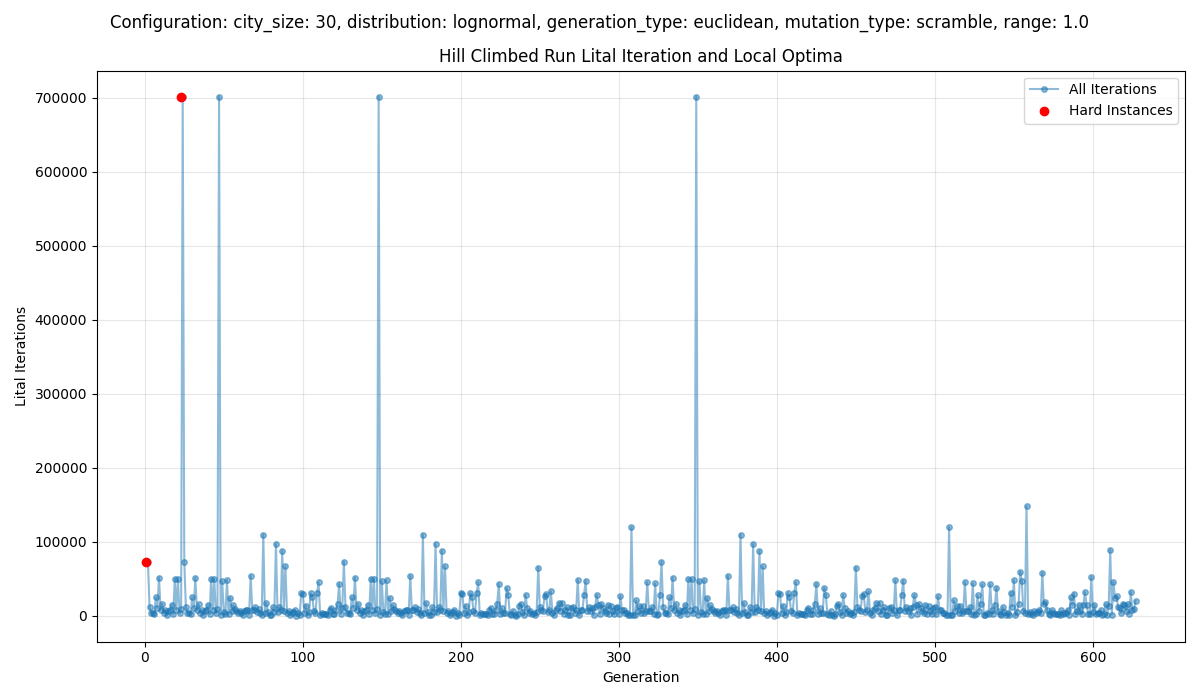 Configuration: city_size: 30, distribution: lognormal, generation_type: euclidean, mutation_type: scramble, range: 1.0
Hill Climbed Run Lital Iteration and Local Optima
All Iterations
Hard Instances
700000
600000
500000
400000
300000
200000
100000
0
Lital Iterations
0 100 200 300 400 500 600
Generation